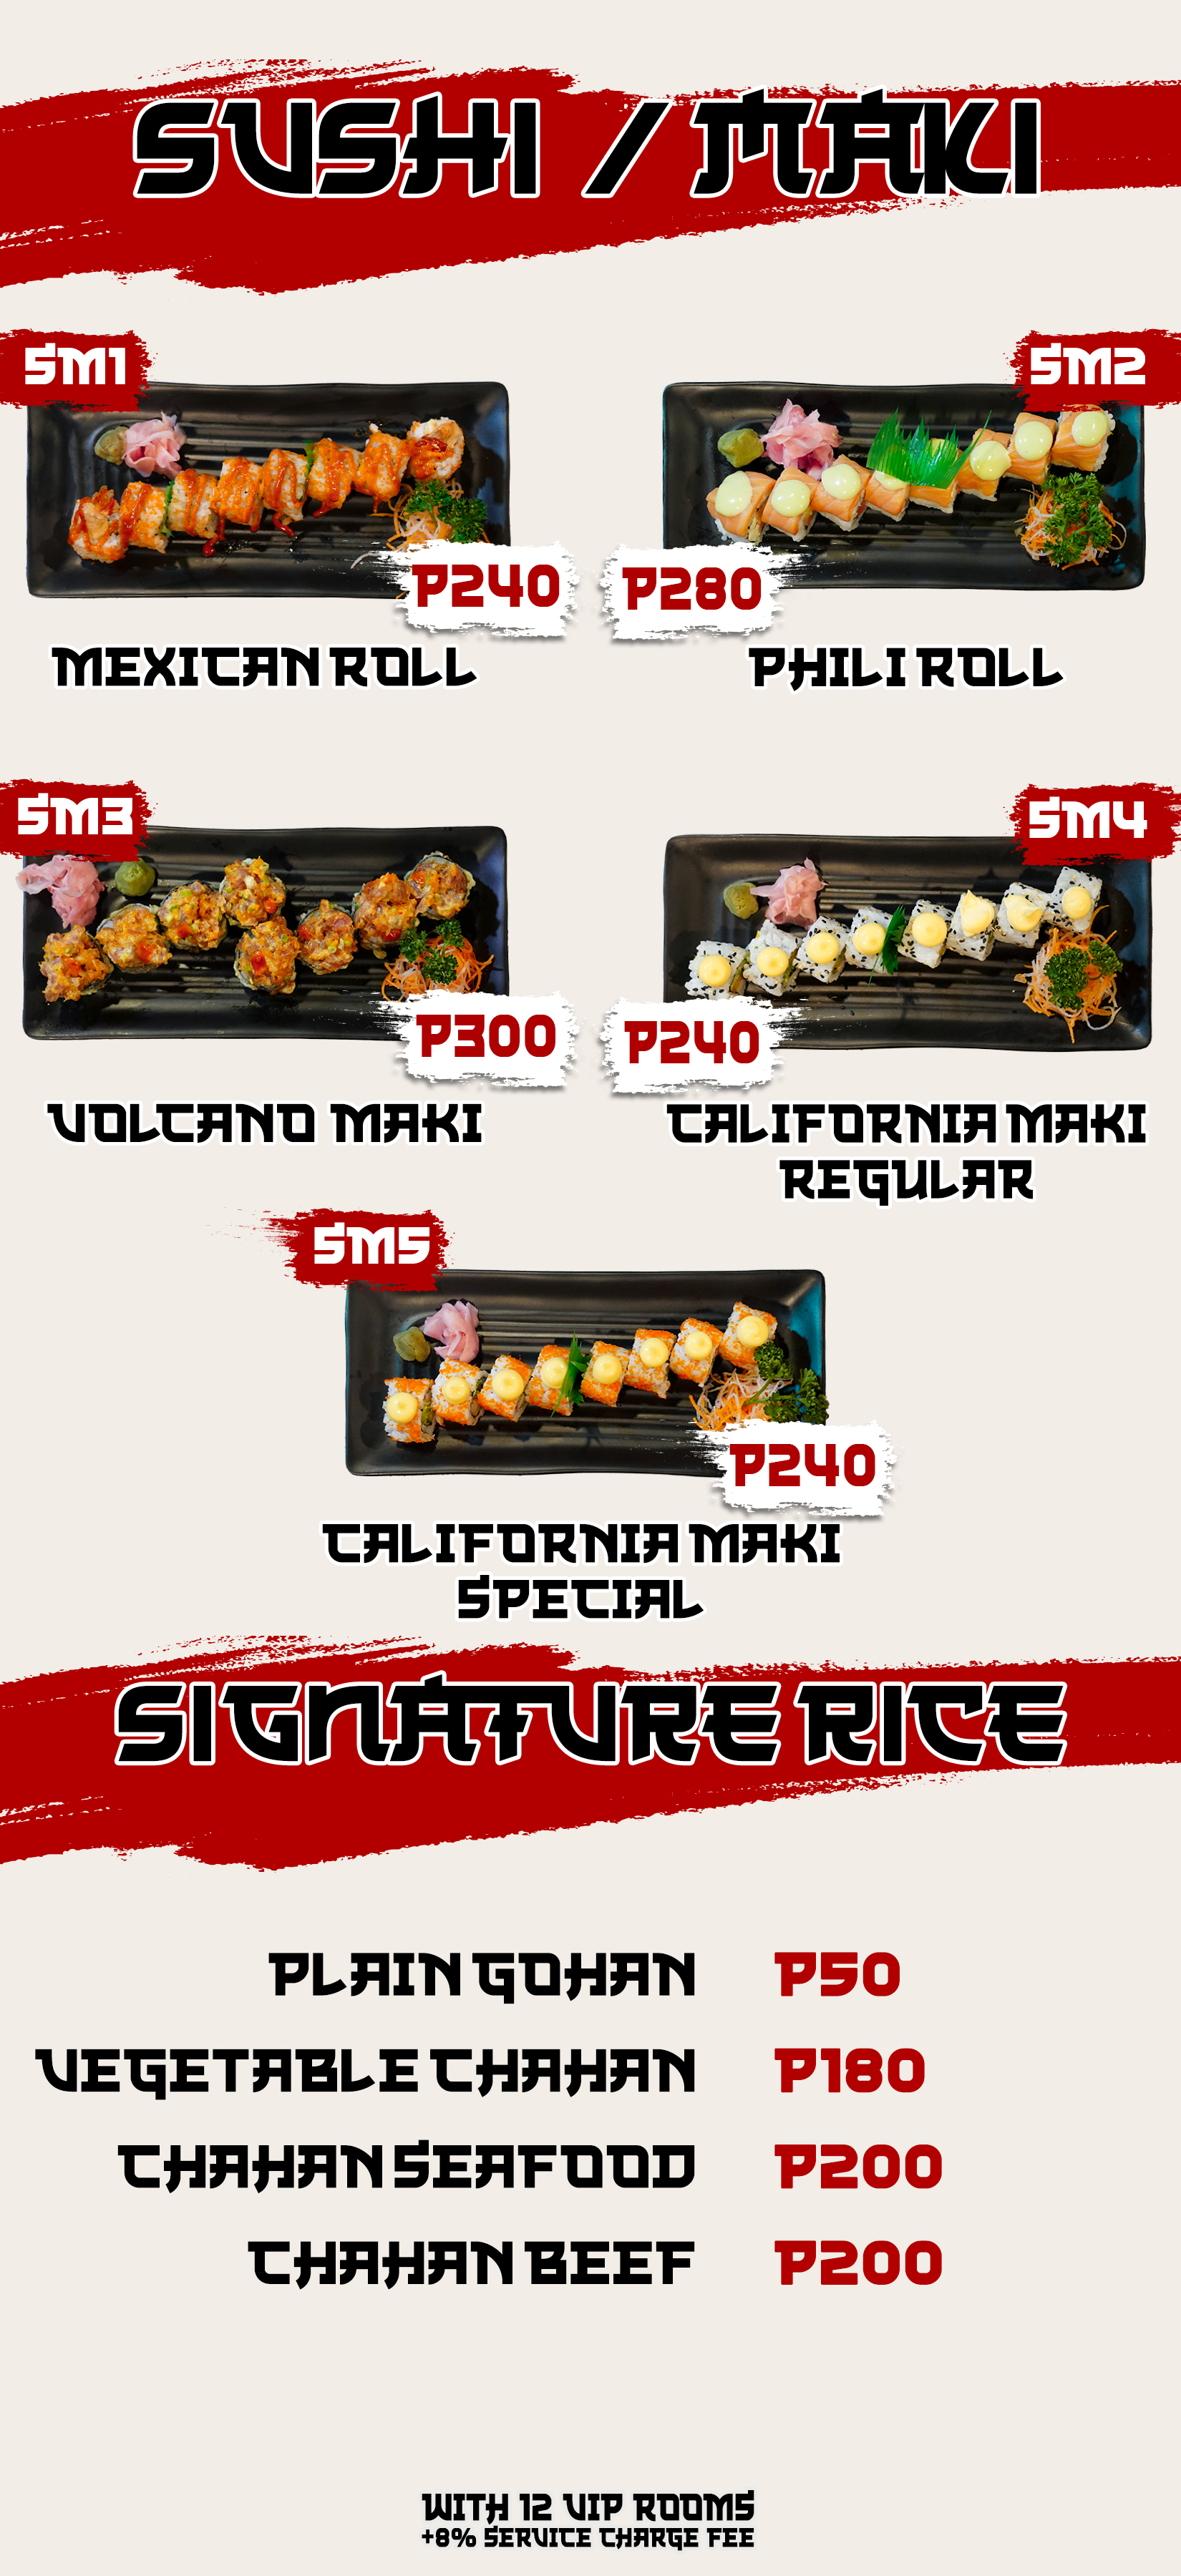 SUSHI / MAKI
SM1
SM2
P240
P280
MEXICAN ROLL
PHILI ROLL
SM3
SM4
P300
P240
VOLCANO MAKI
CALIFORNIA MAKI
REGULAR
SM5
P240
CALIFORNIA MAKI
SPECIAL
SIGNATURE RICE
PLAIN GOHAN P50
VEGETABLE CHAHAN P180
CHAHAN SEAFOOD P200
CHAHAN BEEF P200
WITH 12 VIP ROOMS
+8% SERVICE CHARGE FEE